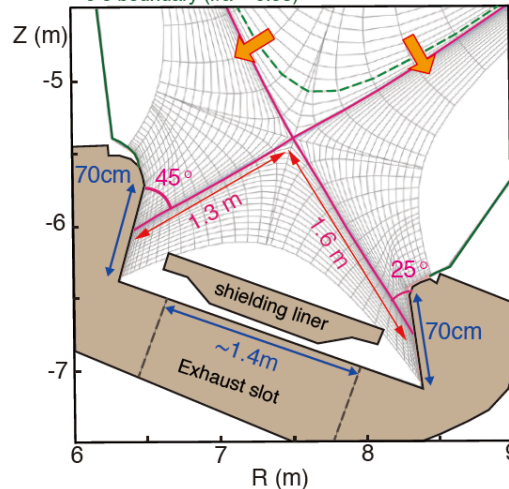 Z (m)
-5
-6
-7
70cm
45°
1.3 m
1.6 m
25°
70cm
shielding liner
~1.4m
Exhaust slot
6
7
8
9
R (m)